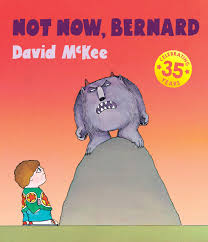 NOT NOW, BERNARD
David McKee
CELEBRATING
35
YEARS